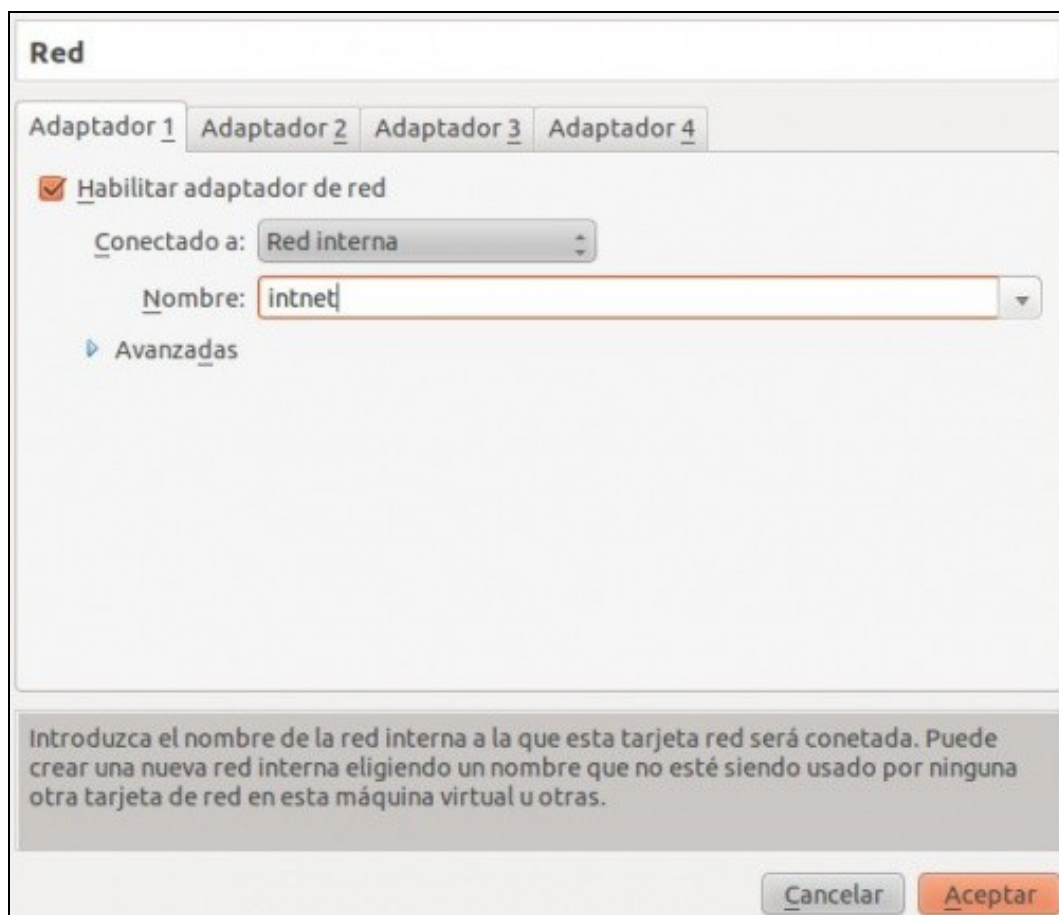 Red
Adaptador 1 Adaptador 2 Adaptador 3 Adaptador 4
Habilitar adaptador de red
Conectado a: Red interna
Nombre: intnet
Avanzadas
Introduzca el nombre de la red interna a la que esta tarjeta red será conetada. Puede
crear una nueva red interna eligiendo un nombre que no esté siendo usado por ninguna
otra tarjeta de red en esta máquina virtual u otras.
Cancelar Aceptar